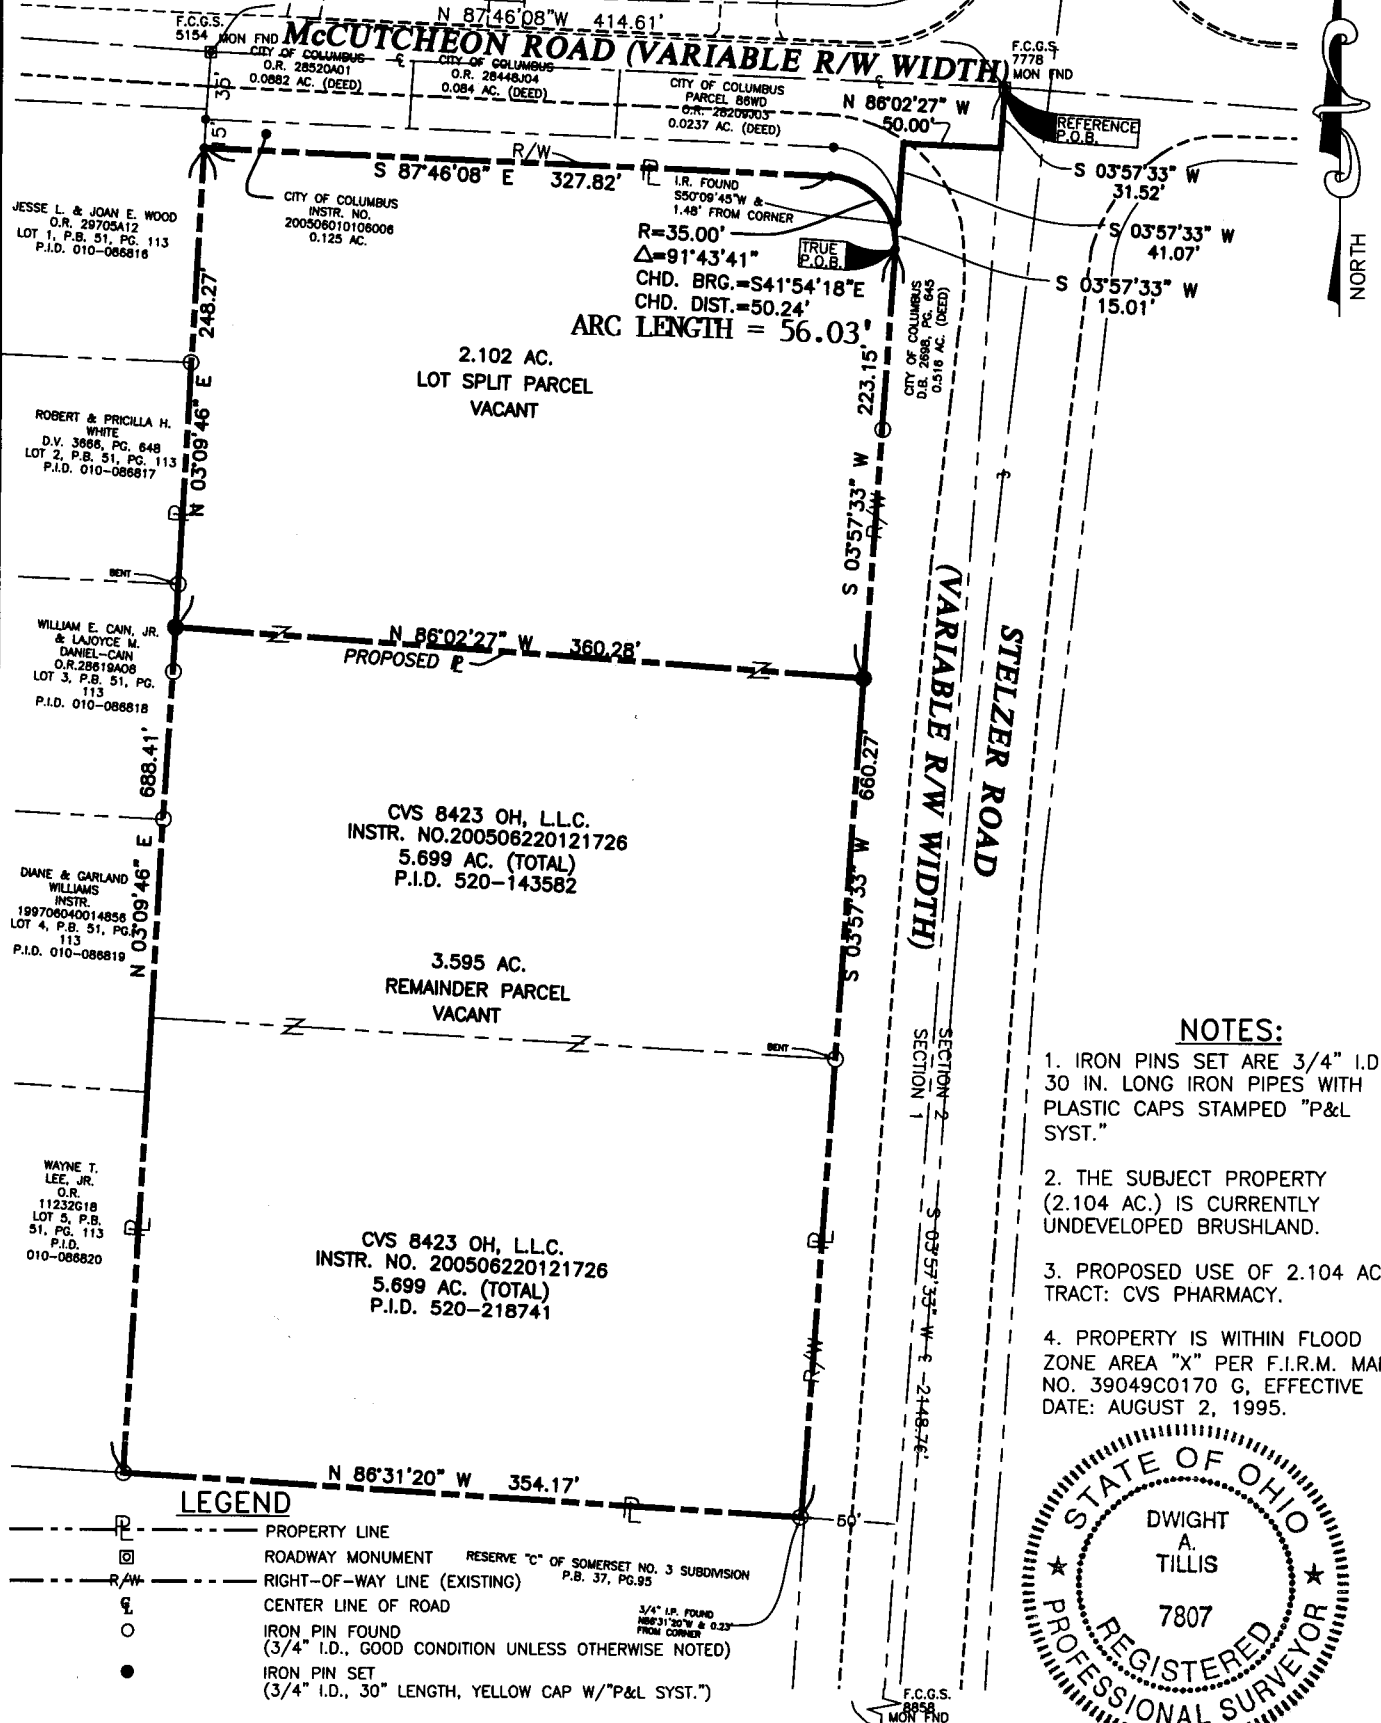 N 87°46'08"W 414.61'
F.C.G.S.
5154 MON FND
McCUTCHEON ROAD (VARIABLE R/W WIDTH)
F.C.G.S.
7778
MON FND
CITY OF COLUMBUS
O.R. 28520A01
0.0882 AC. (DEED)
CITY OF COLUMBUS
O.R. 28448J04
0.084 AC. (DEED)
CITY OF COLUMBUS
PARCEL 86WD
O.R. 28209J03
0.0237 AC. (DEED)
N 86°02'27" W
50.00'
REFERENCE
P.O.B.
35'
5'
R/W
S 87°46'08" E 327.82'
S 03°57'33" W
31.52'
S 03°57'33" W
41.07'
S 03°57'33" W
15.01'
NORTH
I.R. FOUND
S50°09'45"W &
1.48' FROM CORNER
CITY OF COLUMBUS
INSTR. NO.
200506010106006
0.125 AC.
JESSE L. & JOAN E. WOOD
O.R. 29705A12
LOT 1, P.B. 51, PG. 113
P.I.D. 010-086816
R=35.00'
Δ=91°43'41"
CHD. BRG.=S41°54'18"E
CHD. DIST.=50.24'
ARC LENGTH = 56.03'
TRUE
P.O.B.
CITY OF COLUMBUS
D.B. 2698, PG. 645
0.516 AC. (DEED)
248.27'
N 03°09'46" E
2.102 AC.
LOT SPLIT PARCEL
VACANT
223.15'
S 03°57'33" W
R/W
ROBERT & PRICILLA H.
WHITE
D.V. 3666, PG. 648
LOT 2, P.B. 51, PG. 113
P.I.D. 010-086817
BENT
WILLIAM E. CAIN, JR.
& LAJOYCE M.
DANIEL-CAIN
O.R.28619A08
LOT 3, P.B. 51, PG.
113
P.I.D. 010-086818
N 86°02'27" W 360.28'
PROPOSED PL
STELZER ROAD
(VARIABLE R/W WIDTH)
688.41'
N 03°09'46" E
660.27'
S 03°57'33" W
CVS 8423 OH, L.L.C.
INSTR. NO.200506220121726
5.699 AC. (TOTAL)
P.I.D. 520-143582
DIANE & GARLAND
WILLIAMS
INSTR.
199706040014856
LOT 4, P.B. 51, PG.
113
P.I.D. 010-086819
3.595 AC.
REMAINDER PARCEL
VACANT
BENT
SECTION 2
SECTION 1
S 03°57'33" W 2148.76'
WAYNE T.
LEE, JR.
O.R.
11232G18
LOT 5, P.B.
51, PG. 113
P.I.D.
010-086820
CVS 8423 OH, L.L.C.
INSTR. NO. 200506220121726
5.699 AC. (TOTAL)
P.I.D. 520-218741
R/W
N 86°31'20" W 354.17'
60'
NOTES:
1. IRON PINS SET ARE 3/4" I.D
30 IN. LONG IRON PIPES WITH
PLASTIC CAPS STAMPED "P&L
SYST."
2. THE SUBJECT PROPERTY
(2.104 AC.) IS CURRENTLY
UNDEVELOPED BRUSHLAND.
3. PROPOSED USE OF 2.104 AC
TRACT: CVS PHARMACY.
4. PROPERTY IS WITHIN FLOOD
ZONE AREA "X" PER F.I.R.M. MAP
NO. 39049C0170 G, EFFECTIVE
DATE: AUGUST 2, 1995.
LEGEND
PL PROPERTY LINE
ROADWAY MONUMENT
R/W RIGHT-OF-WAY LINE (EXISTING)
CENTER LINE OF ROAD
IRON PIN FOUND
(3/4" I.D., GOOD CONDITION UNLESS OTHERWISE NOTED)
IRON PIN SET
(3/4" I.D., 30" LENGTH, YELLOW CAP W/"P&L SYST.")
RESERVE "C" OF SOMERSET NO. 3 SUBDIVISION
P.B. 37, PG.95
3/4" I.P. FOUND
N86°31'20"W & 0.23'
FROM CORNER
F.C.G.S.
8858
MON FND
STATE OF OHIO
DWIGHT
A.
TILLIS
7807
REGISTERED
PROFESSIONAL SURVEYOR